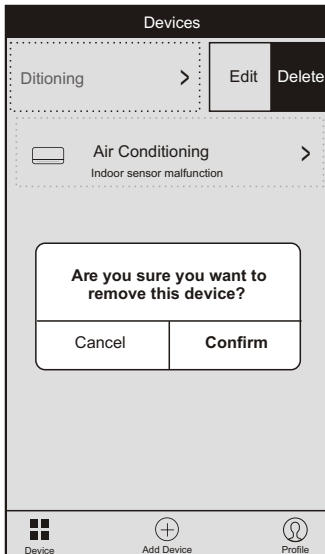 Devices
Ditioning > Edit Delete
Air Conditioning >
Indoor sensor malfunction
Are you sure you want to
remove this device?
Cancel Confirm
Device Add Device Profile